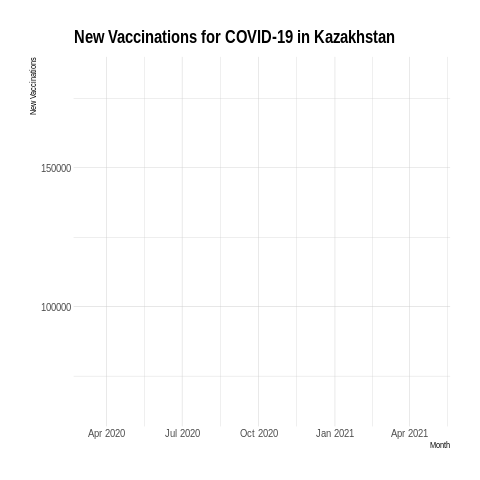 New Vaccinations for COVID-19 in Kazakhstan
New Vaccinations
150000
100000
Apr 2020 Jul 2020 Oct 2020 Jan 2021 Apr 2021
Month